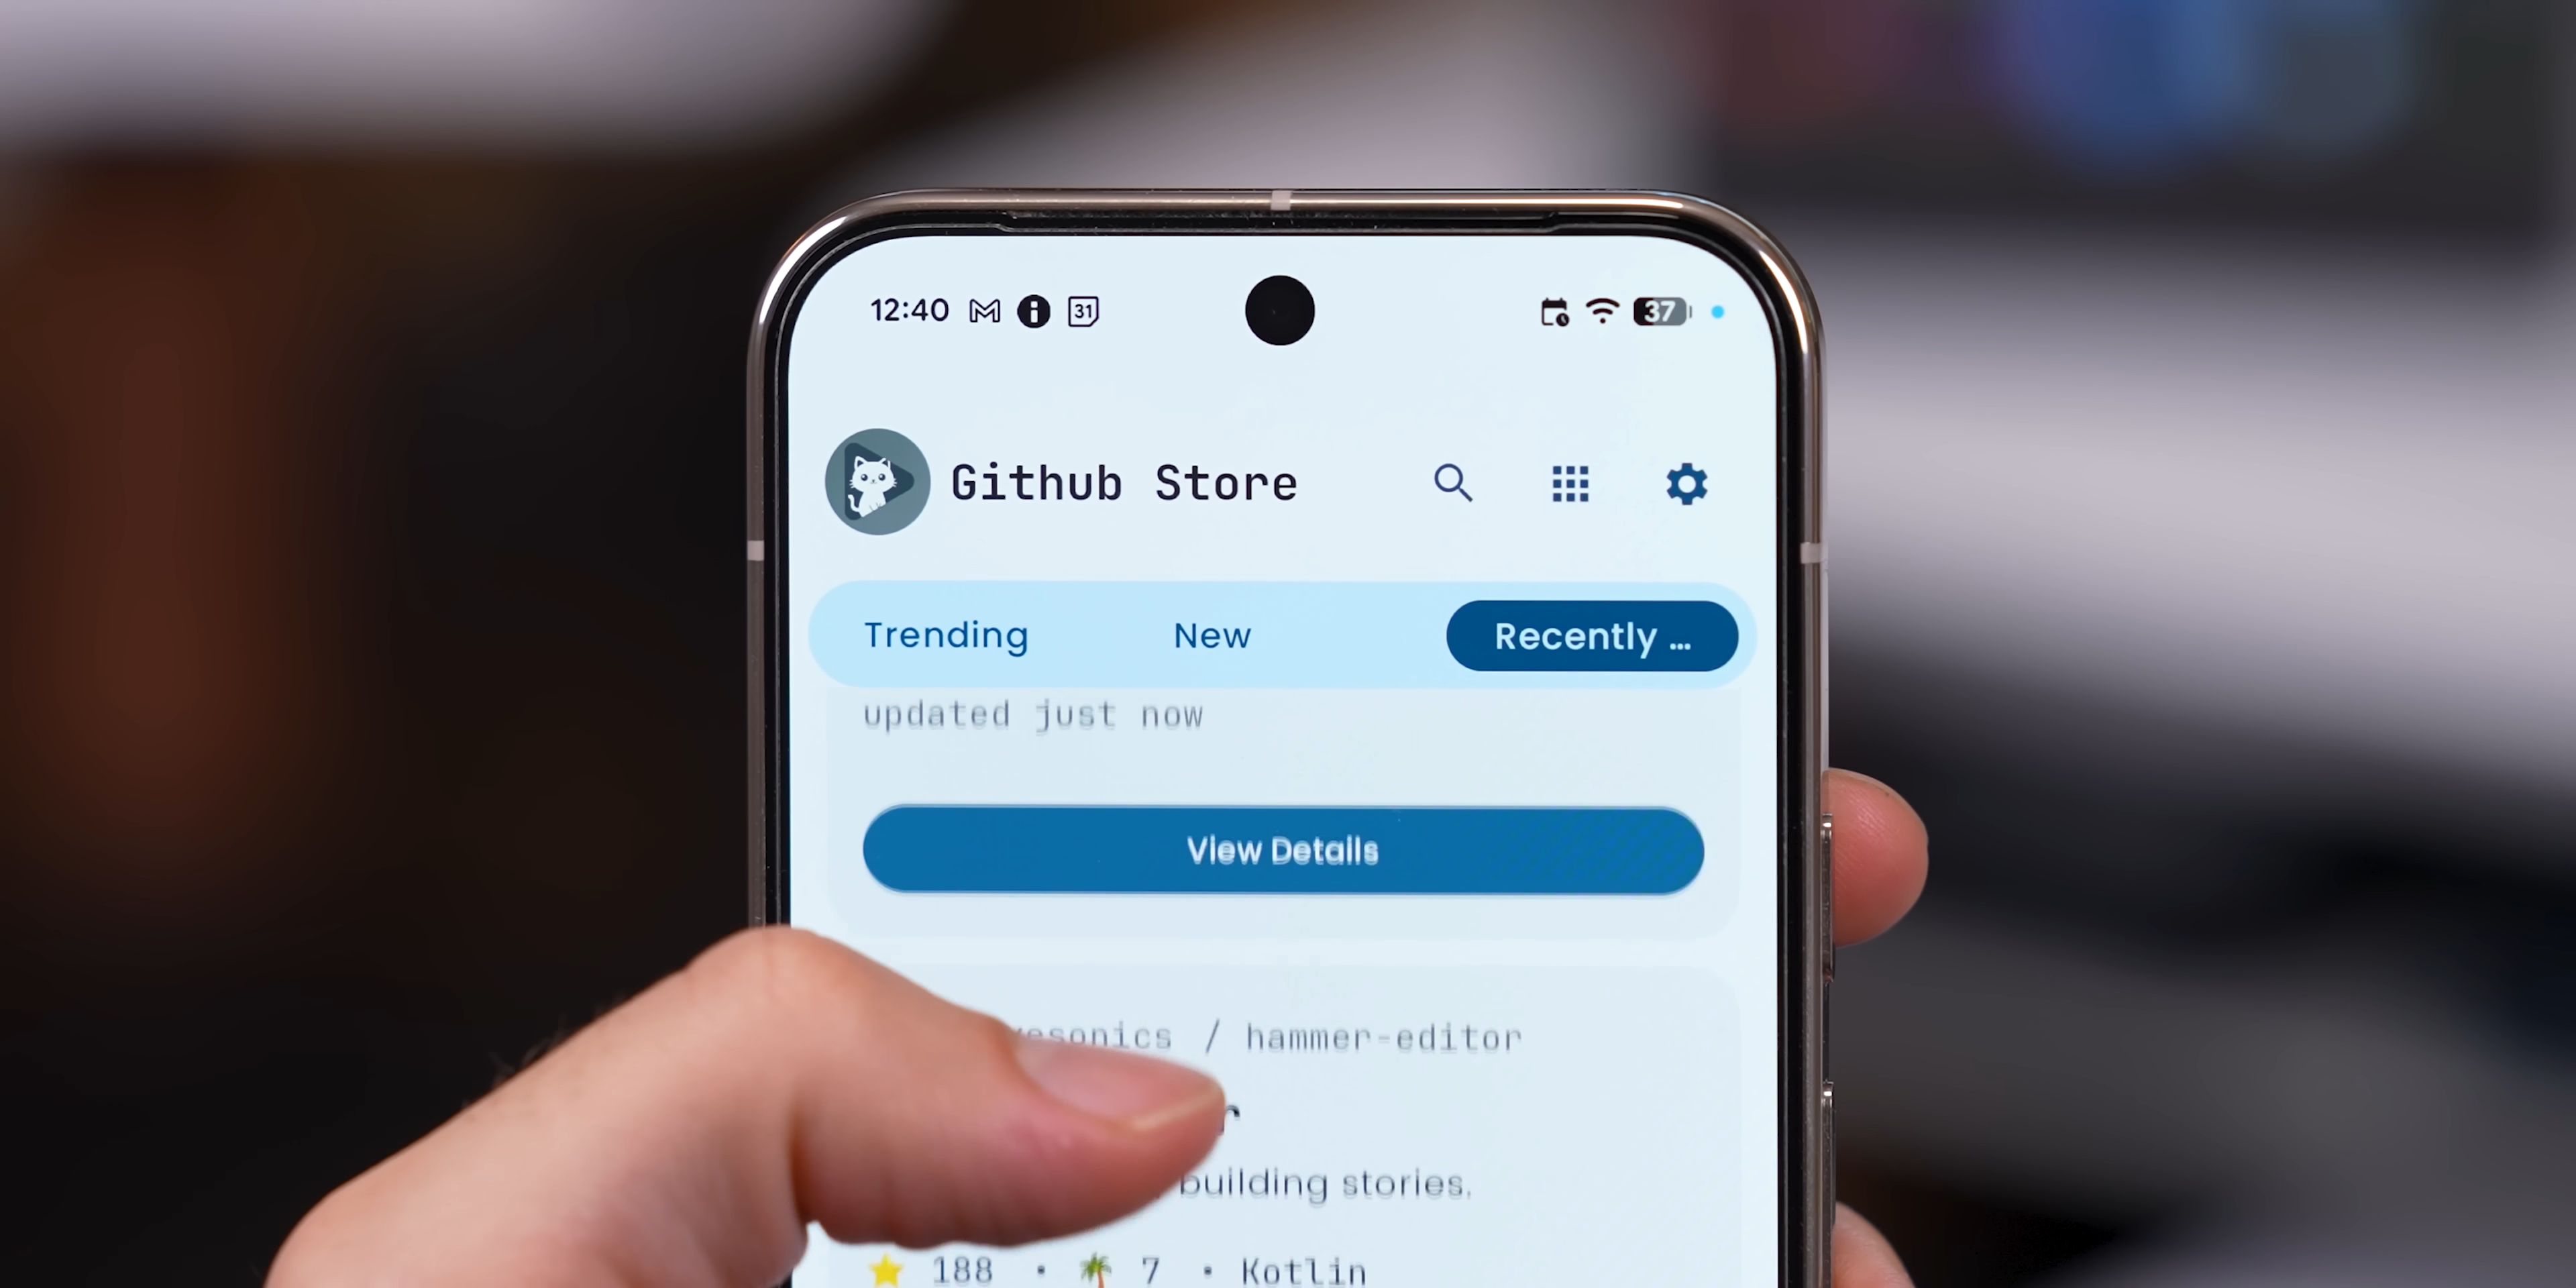 12:40 31 37
Github Store
Trending New Recently ...
updated just now
View Details
/ hammer-editor
building stories.
188 • 7 • Kotlin